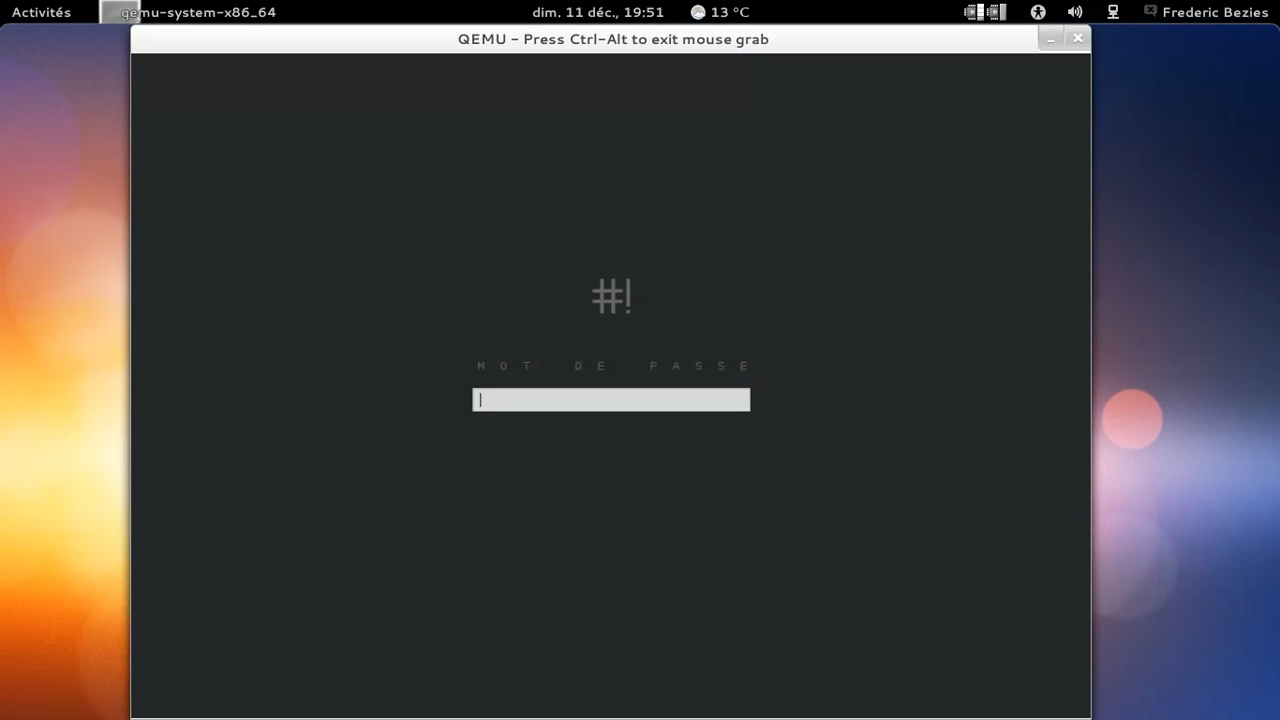 Activités qemu-system-x86_64 dim. 11 déc., 19:51 13 °C Frederic Bezies
QEMU - Press Ctrl-Alt to exit mouse grab
#!
MOT DE PASSE